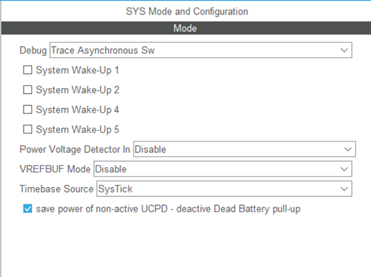 SYS Mode and Configuration
Mode
Debug Trace Asynchronous Sw
System Wake-Up 1
System Wake-Up 2
System Wake-Up 4
System Wake-Up 5
Power Voltage Detector In Disable
VREFBUF Mode Disable
Timebase Source SysTick
save power of non-active UCPD - deactive Dead Battery pull-up